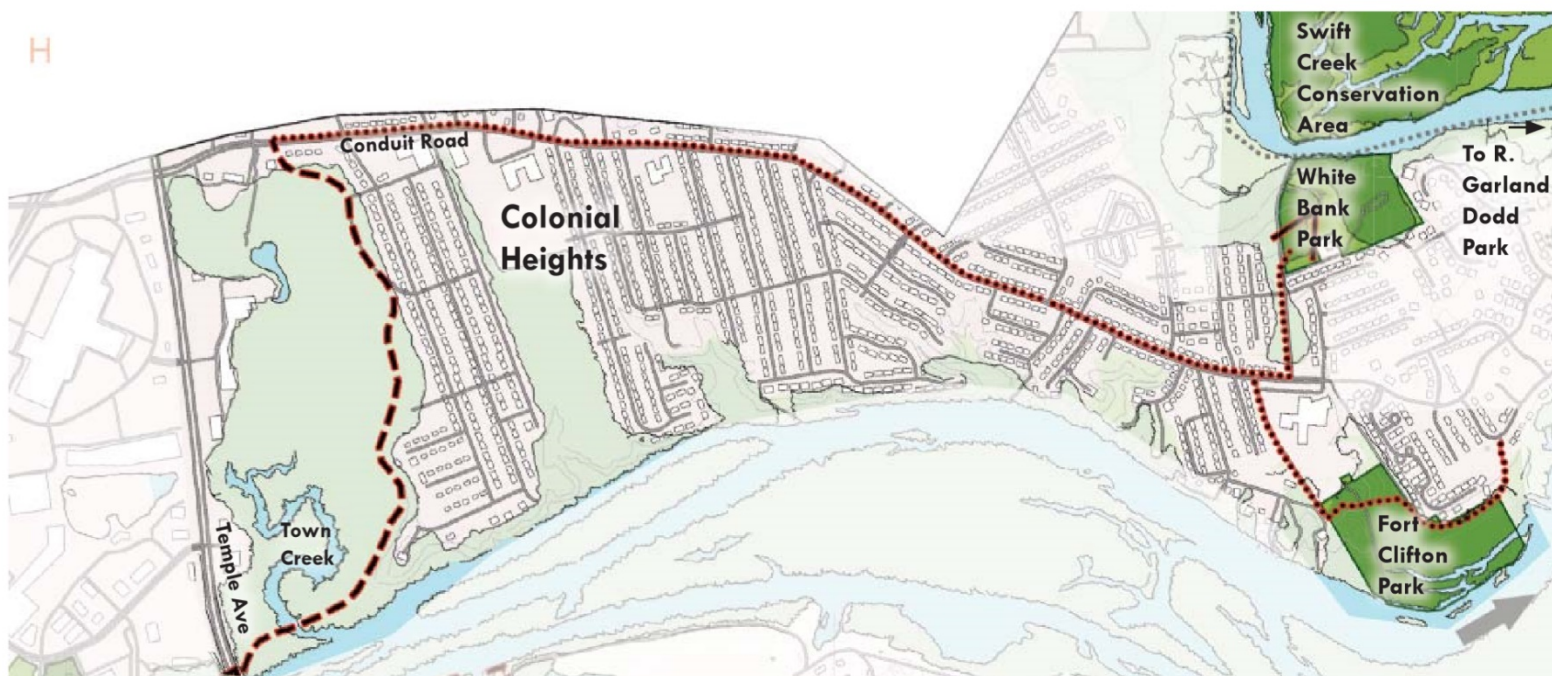 H
Swift
Creek
Conservation
Area
Conduit Road
To R.
Garland
Dodd
Park
White
Bank
Park
Colonial
Heights
Temple Ave
Town
Creek
Fort
Clifton
Park